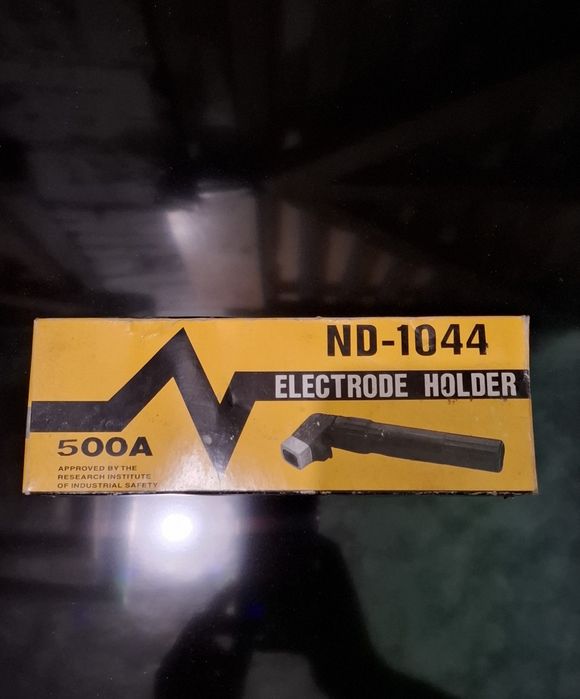 ND-1044
ELECTRODE HOLDER
500A
APPROVED BY THE
RESEARCH INSTITUTE
OF INDUSTRIAL SAFETY